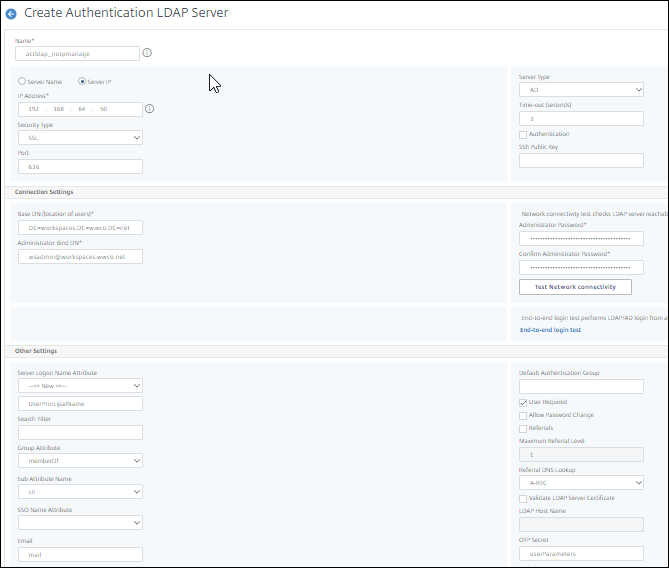 Create Authentication LDAP Server
Name*
actldap_notpmanage
Server Name
Server IP
IP Address*
192 . 168 . 64 . 50
Security Type
SSL
Port
636
Server Type
AD
Time-out (seconds)
3
Authentication
SSH Public Key
Connection Settings
Base DN (location of users)*
DC=workspaces,DC=wwco,DC=net
Administrator Bind DN*
wsadmin@workspaces.wwco.net
Network connectivity test checks LDAP server reachab
Administrator Password*
Confirm Administrator Password*
Test Network connectivity
End-to-end login test performs LDAP/AD login from a
End-to-end login test
Other Settings
Server Logon Name Attribute
--<< New >>--
UserPrincipalName
Search Filter
Group Attribute
memberOf
Sub Attribute Name
cn
SSO Name Attribute
Email
mail
Default Authentication Group
User Required
Allow Password Change
Referrals
Maximum Referral Level
1
Referral DNS Lookup
A-REC
Validate LDAP Server Certificate
LDAP Host Name
OTP Secret
userParameters